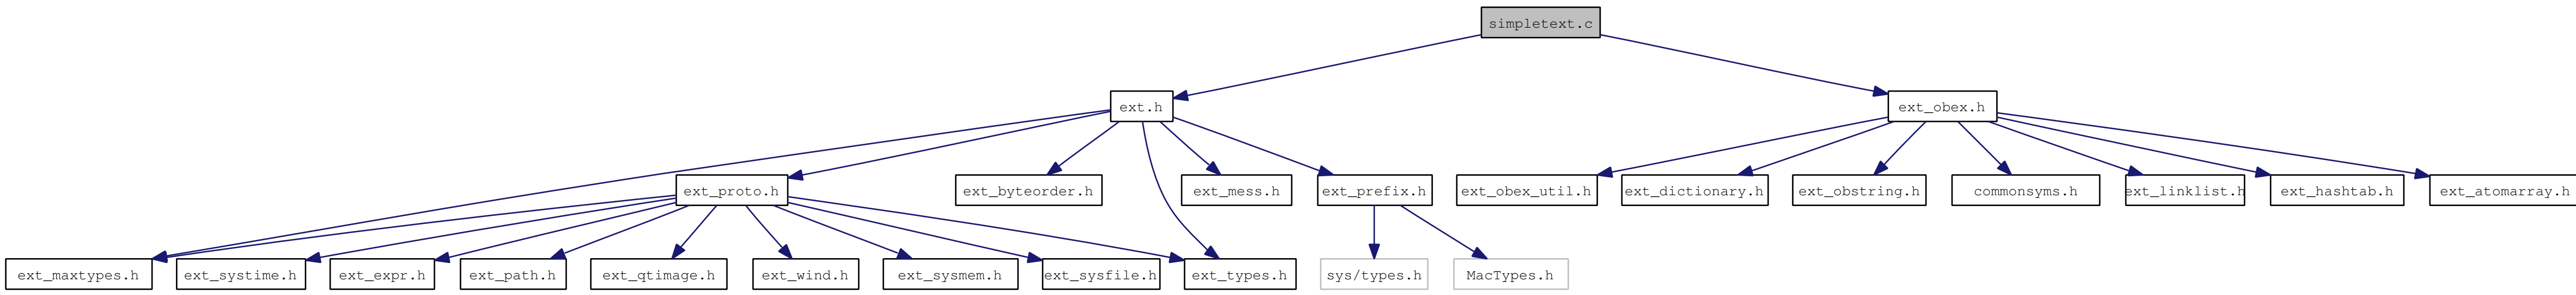 simpletext.c
ext.h
ext_obex.h
ext_proto.h
ext_byteorder.h
ext_mess.h
ext_prefix.h
ext_obex_util.h
ext_dictionary.h
ext_obstring.h
commonsyms.h
ext_linklist.h
ext_hashtab.h
ext_atomarray.h
ext_maxtypes.h
ext_systime.h
ext_expr.h
ext_path.h
ext_qtimage.h
ext_wind.h
ext_sysmem.h
ext_sysfile.h
ext_types.h
sys/types.h
MacTypes.h